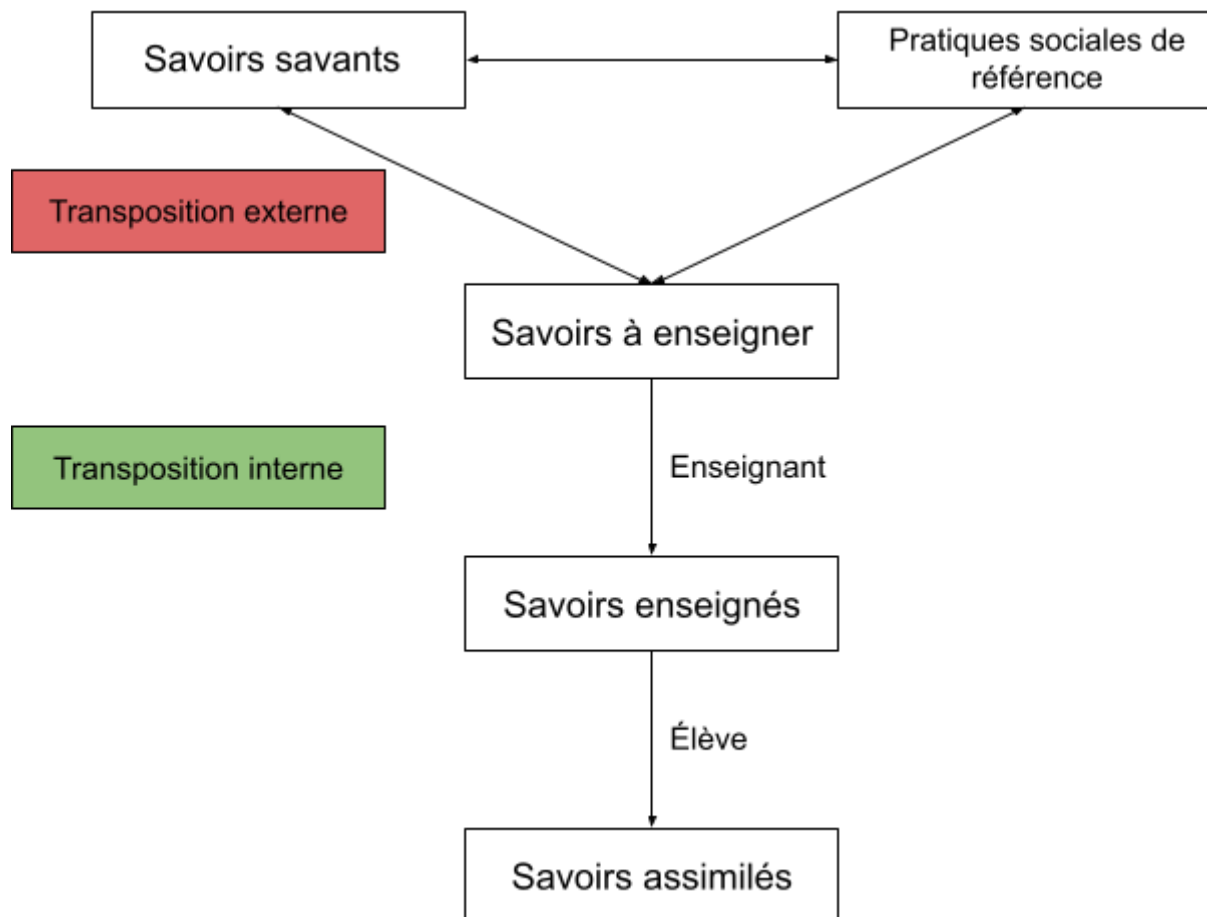 Savoirs savants
Pratiques sociales de
référence
Transposition externe
Savoirs à enseigner
Transposition interne
Enseignant
Savoirs enseignés
Élève
Savoirs assimilés